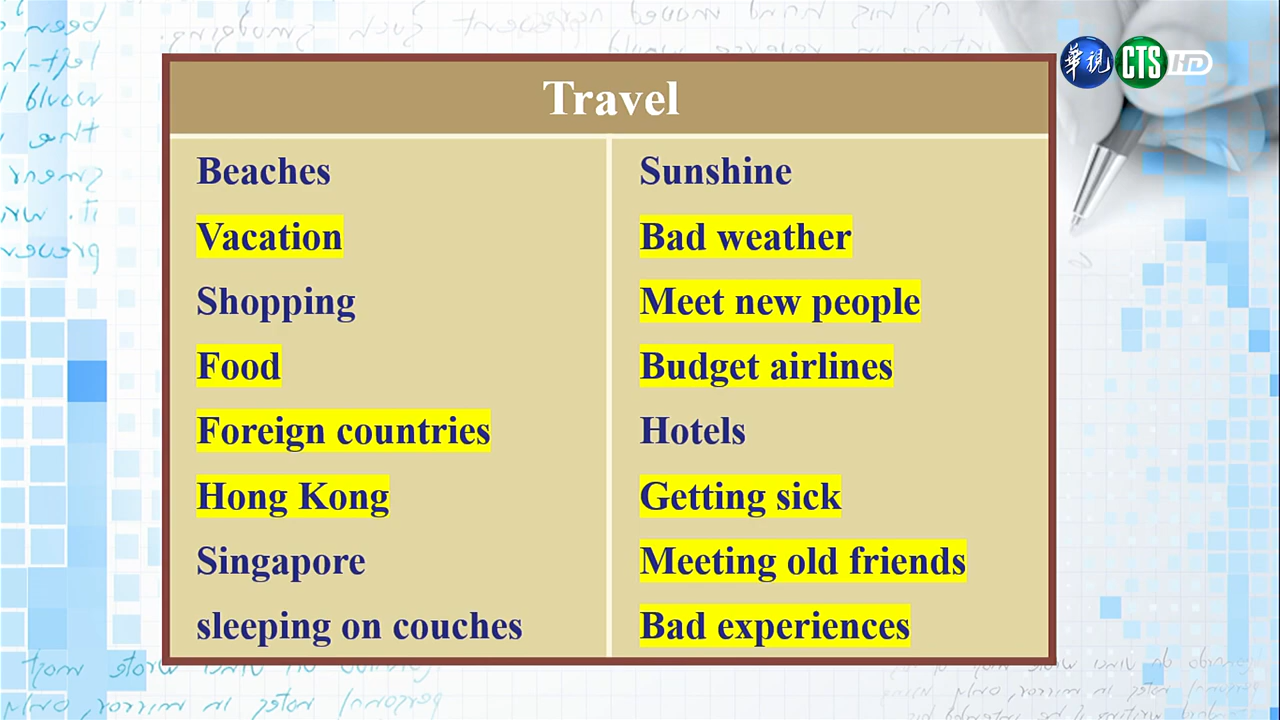 華視 CTS HD
Travel
Beaches
Vacation
Shopping
Food
Foreign countries
Hong Kong
Singapore
sleeping on couches
Sunshine
Bad weather
Meet new people
Budget airlines
Hotels
Getting sick
Meeting old friends
Bad experiences